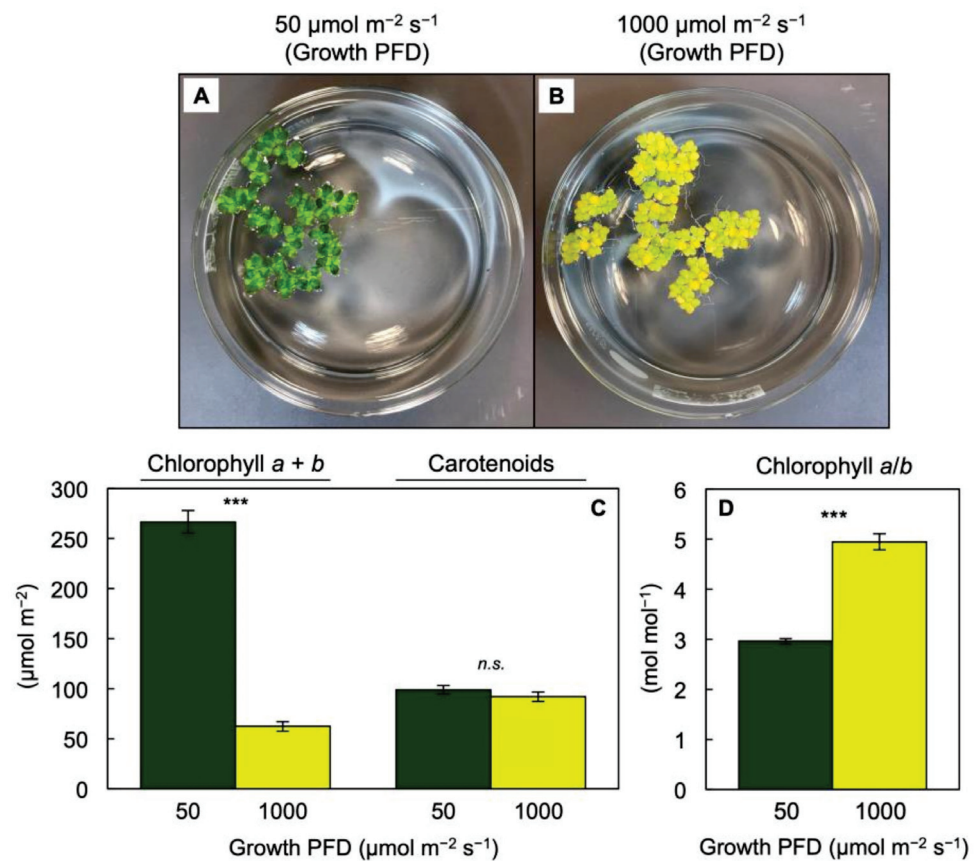 50 µmol m⁻² s⁻¹
(Growth PFD)
1000 µmol m⁻² s⁻¹
(Growth PFD)
A
B
Chlorophyll a + b
Carotenoids
Chlorophyll a/b
300
250
200
150
100
50
0
(µmol m⁻²)
***
n.s.
C
50
1000
50
1000
Growth PFD (µmol m⁻² s⁻¹)
6
5
4
3
2
1
0
(mol mol⁻¹)
D
***
50
1000
Growth PFD (µmol m⁻² s⁻¹)